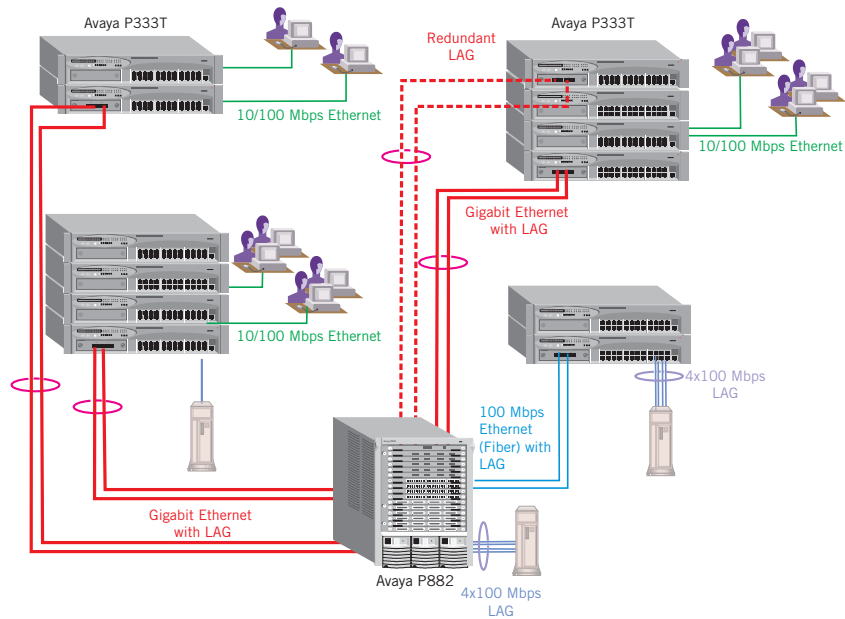 Avaya P333T
Avaya P333T
Redundant
LAG
10/100 Mbps Ethernet
10/100 Mbps Ethernet
Gigabit Ethernet
with LAG
10/100 Mbps Ethernet
4x100 Mbps
LAG
100 Mbps
Ethernet
(Fiber) with
LAG
Gigabit Ethernet
with LAG
Avaya P882
4x100 Mbps
LAG